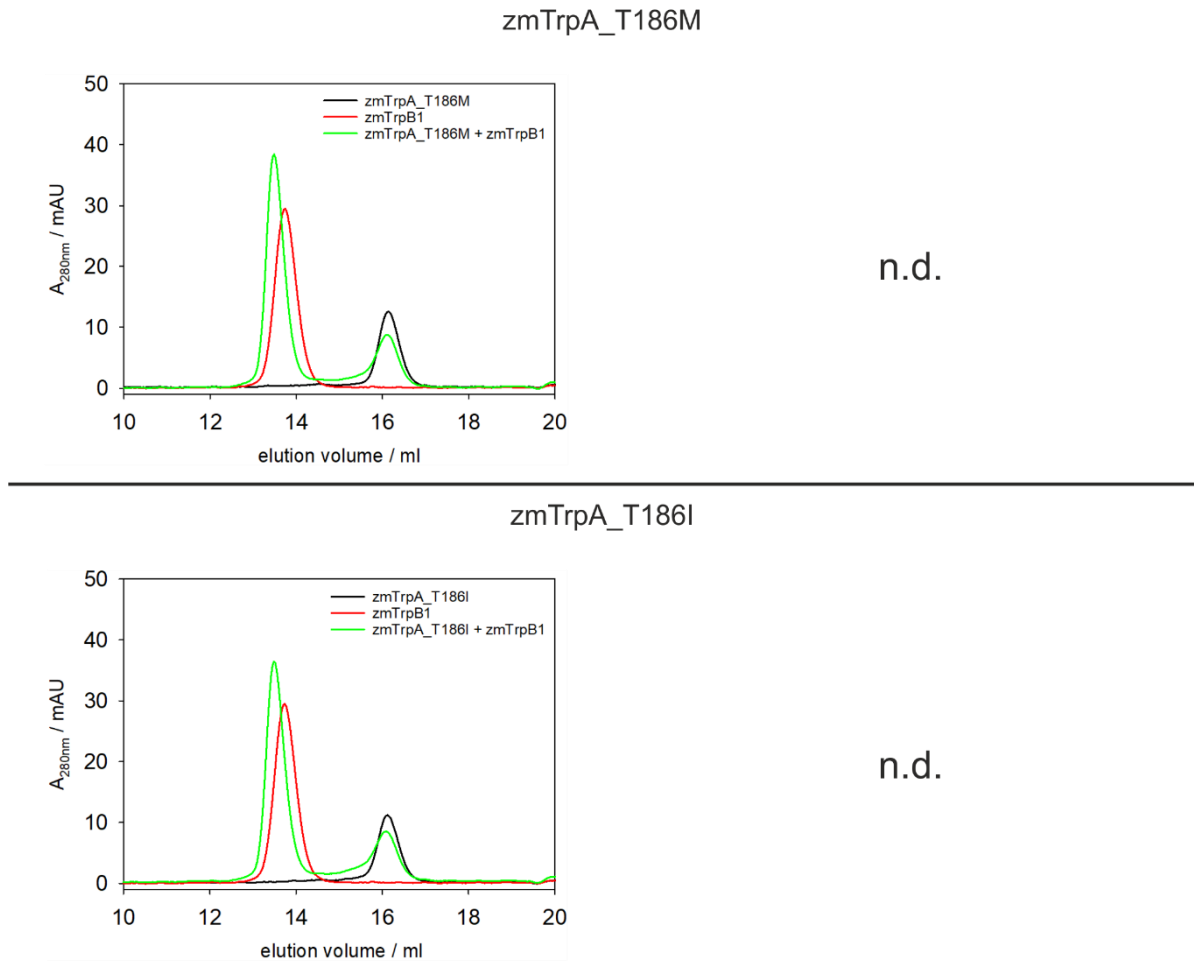 zmTrpA_T186M
50
40
30
20
10
0
A280nm / mAU
zmTrpA_T186M
zmTrpB1
zmTrpA_T186M + zmTrpB1
10 12 14 16 18 20
elution volume / ml
n.d.
zmTrpA_T186I
50
40
30
20
10
0
A280nm / mAU
zmTrpA_T186I
zmTrpB1
zmTrpA_T186I + zmTrpB1
10 12 14 16 18 20
elution volume / ml
n.d.